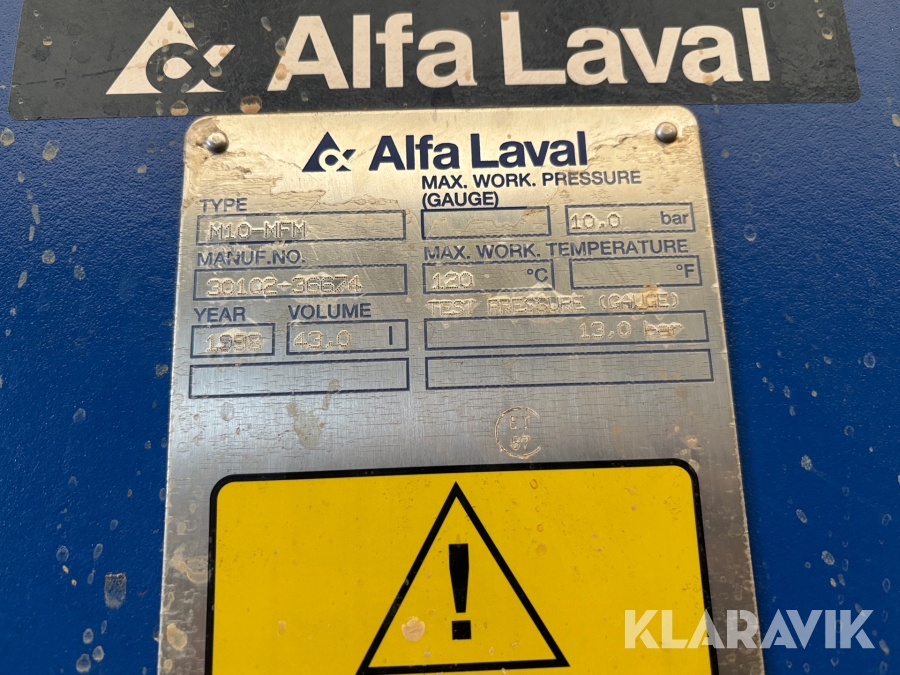 Alfa Laval
Alfa Laval
MAX. WORK. PRESSURE
(GAUGE)
TYPE
M10-MFM
10.0 bar
MANUF.NO.
MAX. WORK. TEMPERATURE
30102-36674
120 °C °F
YEAR VOLUME
TEST PRESSURE (GAUGE)
43.0 l
13.0 bar
!
KLARAVIK